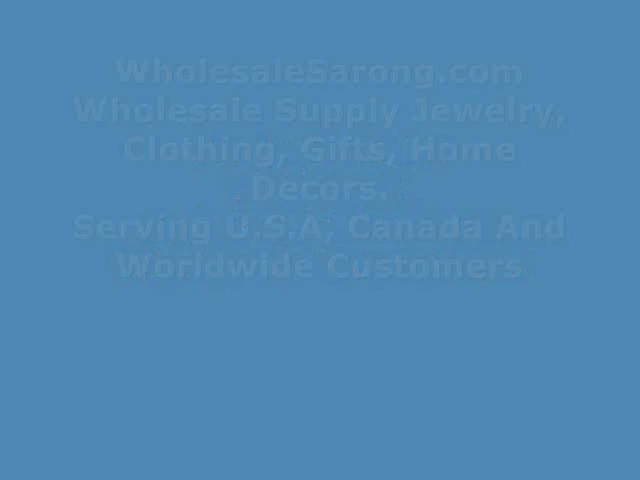 WholesaleSarong.com
Wholesale Supply Jewelry,
Clothing, Gifts, Home
Decors.
Serving U.S.A, Canada And
Worldwide Customers